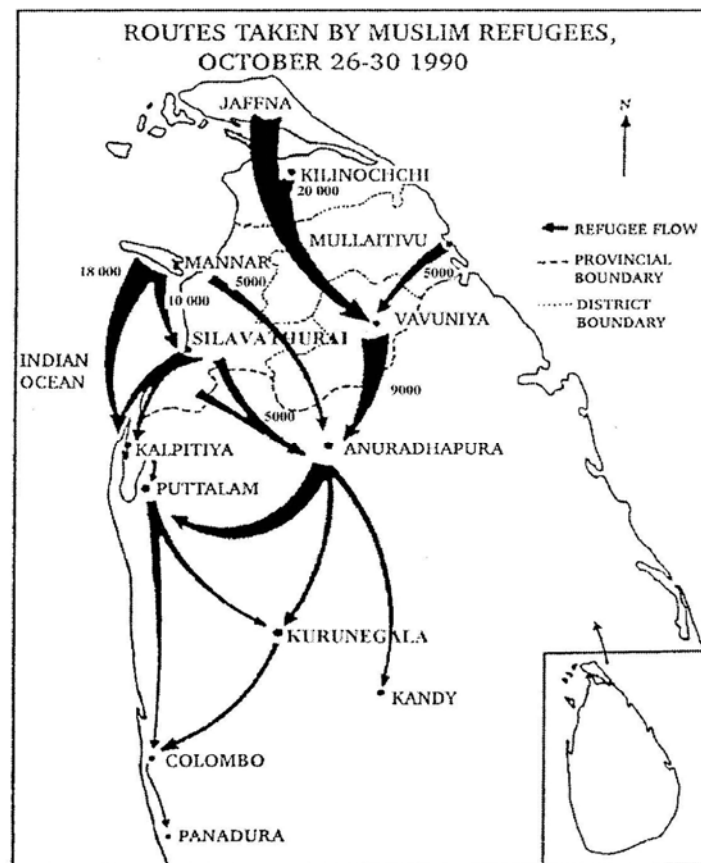 ROUTES TAKEN BY MUSLIM REFUGEES,
OCTOBER 26-30 1990
JAFFNA
N
KILINOCHCHI
20 000
MULLAITIVU
REFUGEE FLOW
18 000
MANNAR
5000
5000
PROVINCIAL
BOUNDARY
10 000
VAVUNIYA
DISTRICT
BOUNDARY
SILAVATHURAI
INDIAN
OCEAN
9000
5000
KALPITIYA
ANURADHAPURA
PUTTALAM
KURUNEGALA
KANDY
COLOMBO
PANADURA